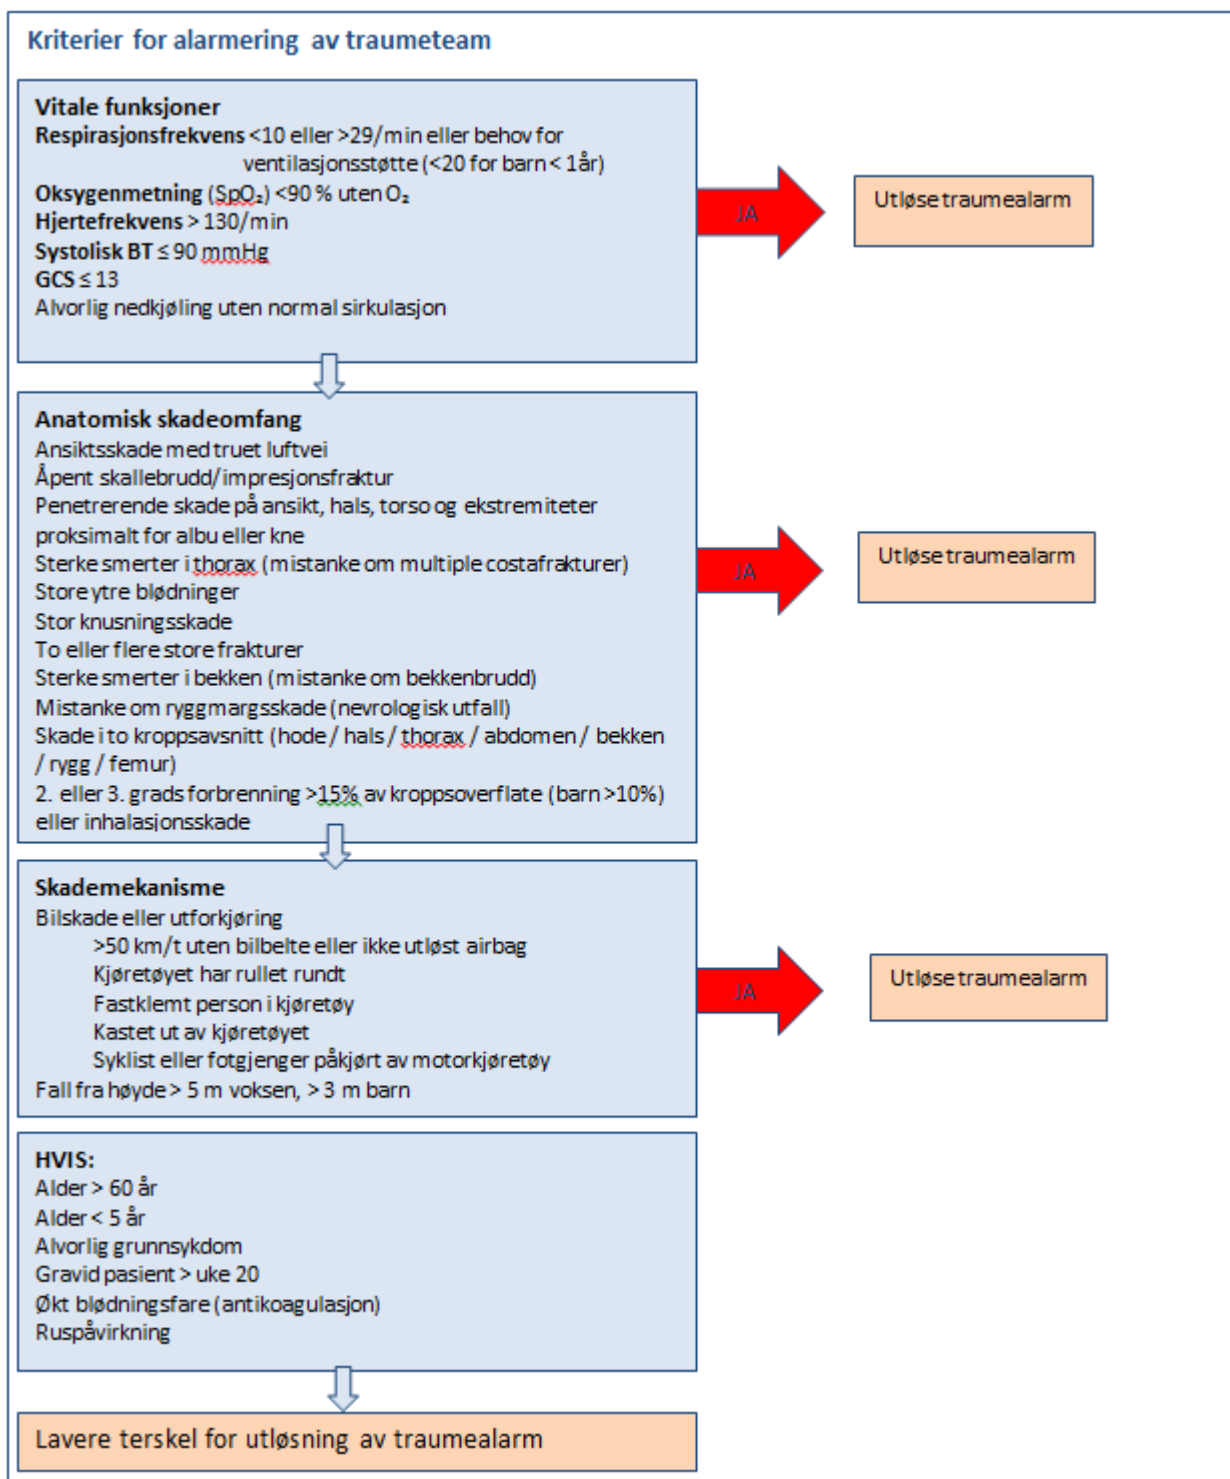 Kriterier for alarmering av traumeteam
Vitale funksjoner
Respirasjonsfrekvens <10 eller >29/min eller behov for
ventilasjonsstøtte (<20 for barn < 1år)
Oksygenmetning (SpO₂) <90 % uten O₂
Hjertefrekvens > 130/min
Systolisk BT ≤ 90 mmHg
GCS ≤ 13
Alvorlig nedkjøling uten normal sirkulasjon
JA
Utløse traumealarm
Anatomisk skadeomfang
Ansiktsskade med truet luftvei
Åpent skallebrudd/impresjonsfraktur
Penetrerende skade på ansikt, hals, torso og ekstremiteter
proksimalt for albu eller kne
Sterke smerter i thorax (mistanke om multiple costafrakturer)
Store ytre blødninger
Stor knusningsskade
To eller flere store frakturer
Sterke smerter i bekken (mistanke om bekkenbrudd)
Mistanke om ryggmargsskade (nevrologisk utfall)
Skade i to kroppsavsnitt (hode / hals / thorax / abdomen / bekken
/ rygg / femur)
2. eller 3. grads forbrenning >15% av kroppsoverflate (barn >10%)
eller inhalasjonsskade
JA
Utløse traumealarm
Skademekanisme
Bilskade eller utforkjøring
>50 km/t uten bilbelte eller ikke utløst airbag
Kjøretøyet har rullet rundt
Fastklemt person i kjøretøy
Kastet ut av kjøretøyet
Syklist eller fotgjenger påkjørt av motorkjøretøy
Fall fra høyde > 5 m voksen, > 3 m barn
JA
Utløse traumealarm
HVIS:
Alder > 60 år
Alder < 5 år
Alvorlig grunnsykdom
Gravid pasient > uke 20
Økt blødningsfare (antikoagulasjon)
Ruspåvirkning
Lavere terskel for utløsning av traumealarm